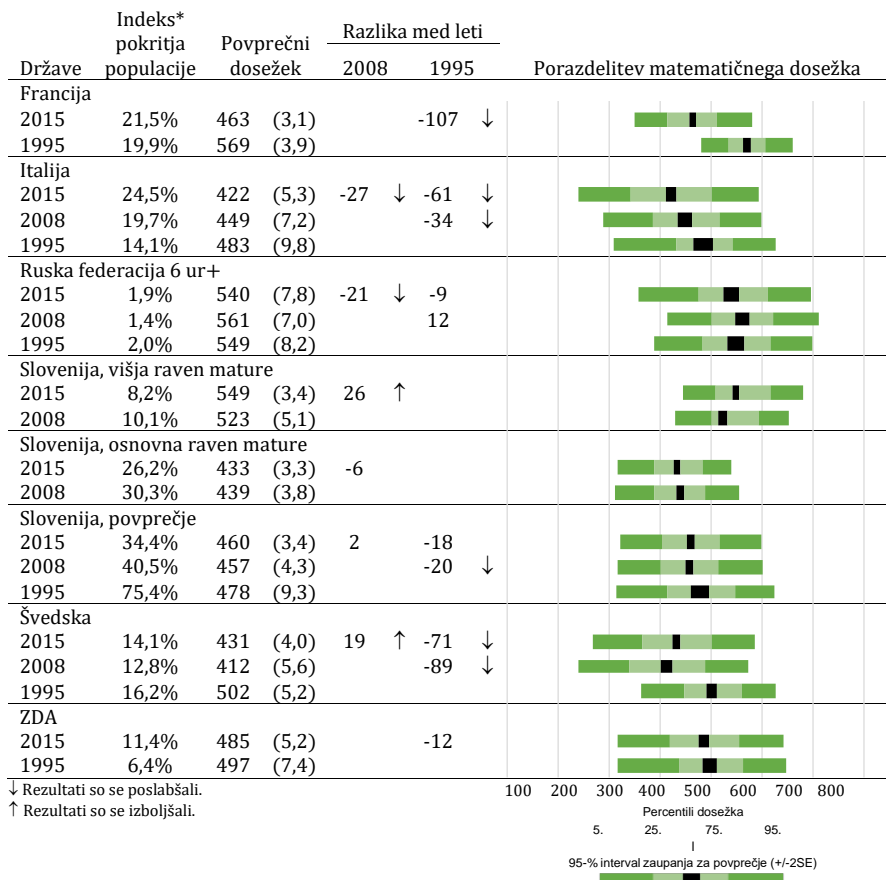 Indeks*
pokritja Povprečni Razlika med leti
Države populacije dosežek 2008 1995 Porazdelitev matematičnega dosežka
Francija
2015 21,5% 463 (3,1) -107 ↓
1995 19,9% 569 (3,9)
Italija
2015 24,5% 422 (5,3) -27 ↓ -61 ↓
2008 19,7% 449 (7,2) -34 ↓
1995 14,1% 483 (9,8)
Ruska federacija 6 ur+
2015 1,9% 540 (7,8) -21 ↓ -9
2008 1,4% 561 (7,0) 12
1995 2,0% 549 (8,2)
Slovenija, višja raven mature
2015 8,2% 549 (3,4) 26 ↑
2008 10,1% 523 (5,1)
Slovenija, osnovna raven mature
2015 26,2% 433 (3,3) -6
2008 30,3% 439 (3,8)
Slovenija, povprečje
2015 34,4% 460 (3,4) 2 -18
2008 40,5% 457 (4,3) -20 ↓
1995 75,4% 478 (9,3)
Švedska
2015 14,1% 431 (4,0) 19 ↑ -71 ↓
2008 12,8% 412 (5,6) -89 ↓
1995 16,2% 502 (5,2)
ZDA
2015 11,4% 485 (5,2) -12
1995 6,4% 497 (7,4)
↓ Rezultati so se poslabšali. 100 200 300 400 500 600 700 800
↑ Rezultati so se izboljšali. Percentili dosežka
5. 25. 75. 95.
95-% interval zaupanja za povprečje (+/-2SE)